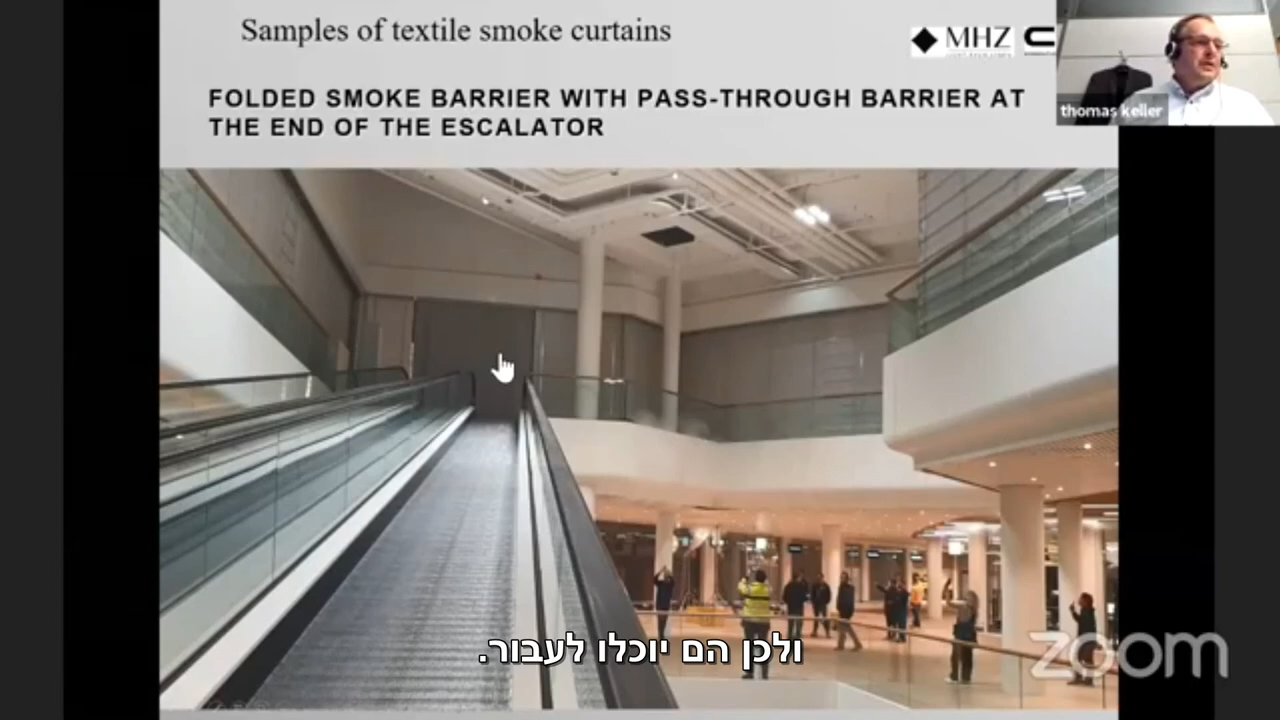 Samples of textile smoke curtains
MHZ
FOLDED SMOKE BARRIER WITH PASS-THROUGH BARRIER AT
THE END OF THE ESCALATOR
thomas keller
ולכן הם יוכלו לעבור.
zoom